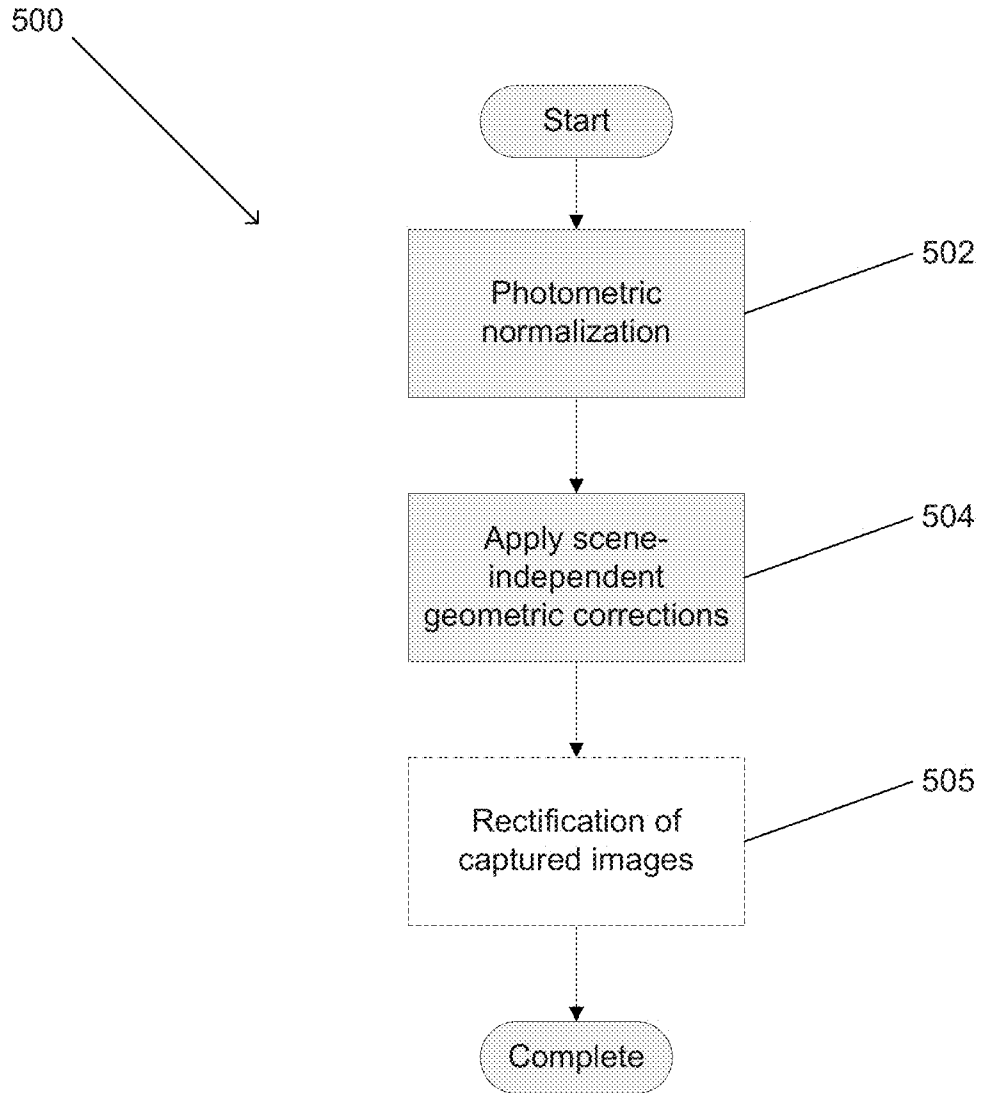 500
Start
502
Photometric
normalization
504
Apply scene-
independent
geometric corrections
505
Rectification of
captured images
Complete